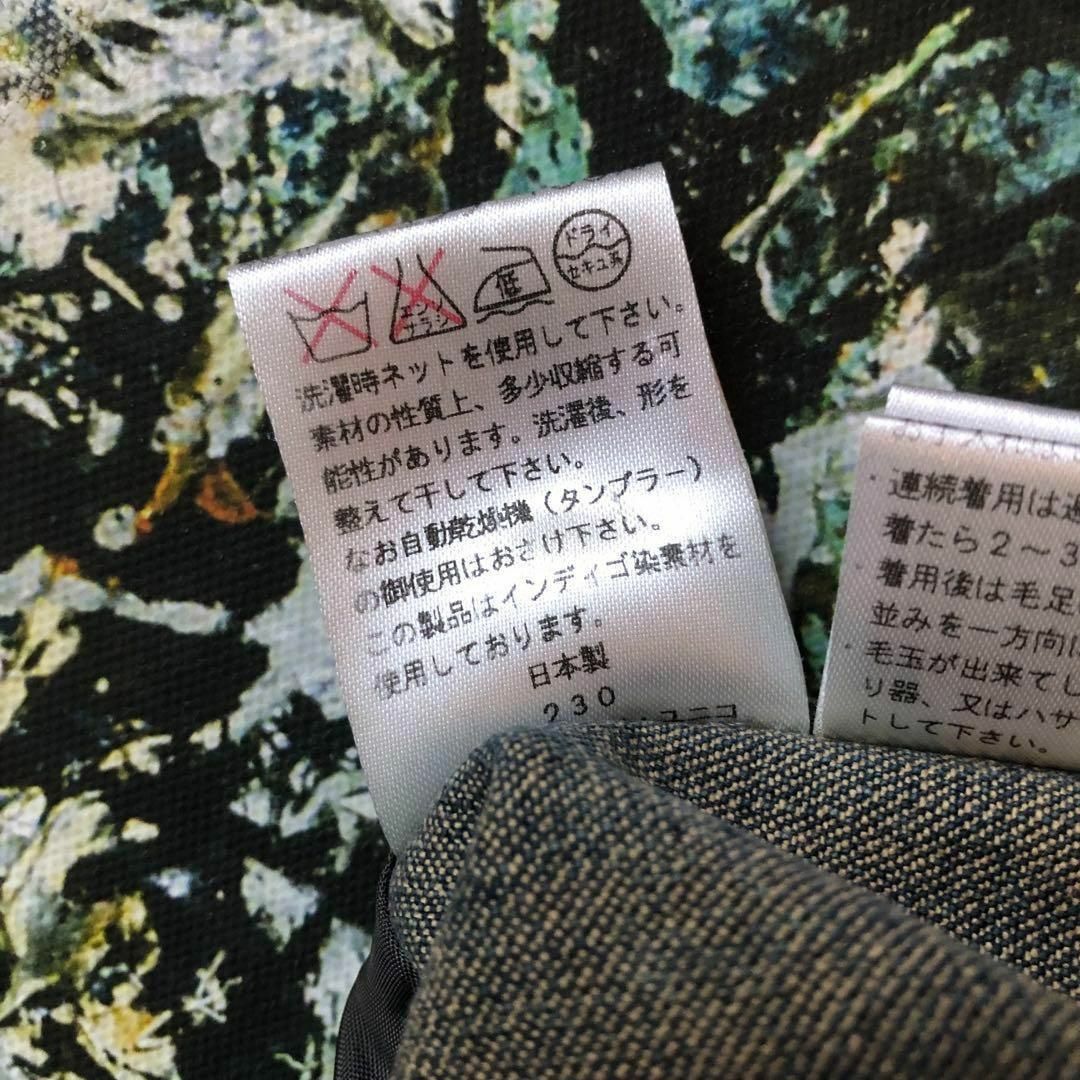 エンソ
サラシ
低
ドライ
セキユ系
洗濯時ネットを使用して下さい。
素材の性質上、多少収縮する可
能性があります。洗濯後、形を
整えて干して下さい。
なお自動乾燥機（タンブラー）
の御使用はおさけ下さい。
この製品はインディゴ染素材を
使用しております。
日本製
230
ユニコ
・連続着用は避
着たら２～３
・着用後は毛足
並みを一方向に
・毛玉が出来てし
り器、又はハサ
トして下さい。